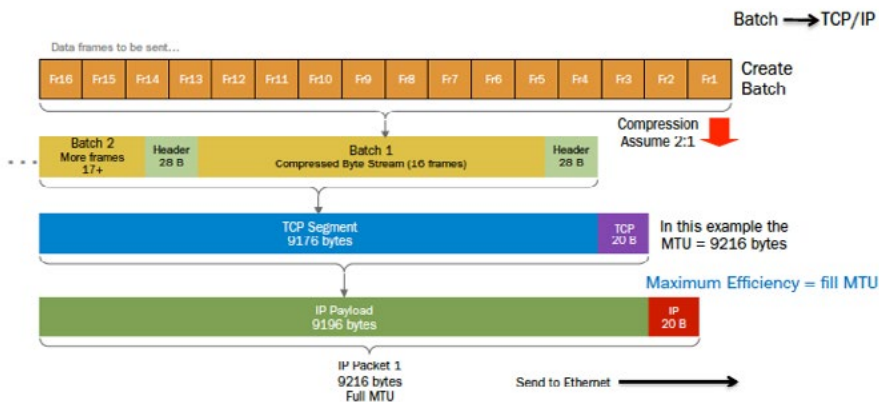 Batch → TCP/IP
Data frames to be sent...
Fr16 Fr15 Fr14 Fr13 Fr12 Fr11 Fr10 Fr9 Fr8 Fr7 Fr6 Fr5 Fr4 Fr3 Fr2 Fr1
Create
Batch
Compression
Assume 2:1
Batch 2
More frames
17+
Header
28 B
Batch 1
Compressed Byte Stream (16 frames)
Header
28 B
TCP Segment
9176 bytes
TCP
20 B
In this example the
MTU = 9216 bytes
Maximum Efficiency = fill MTU
IP Payload
9196 bytes
IP
20 B
IP Packet 1
9216 bytes
Full MTU
Send to Ethernet